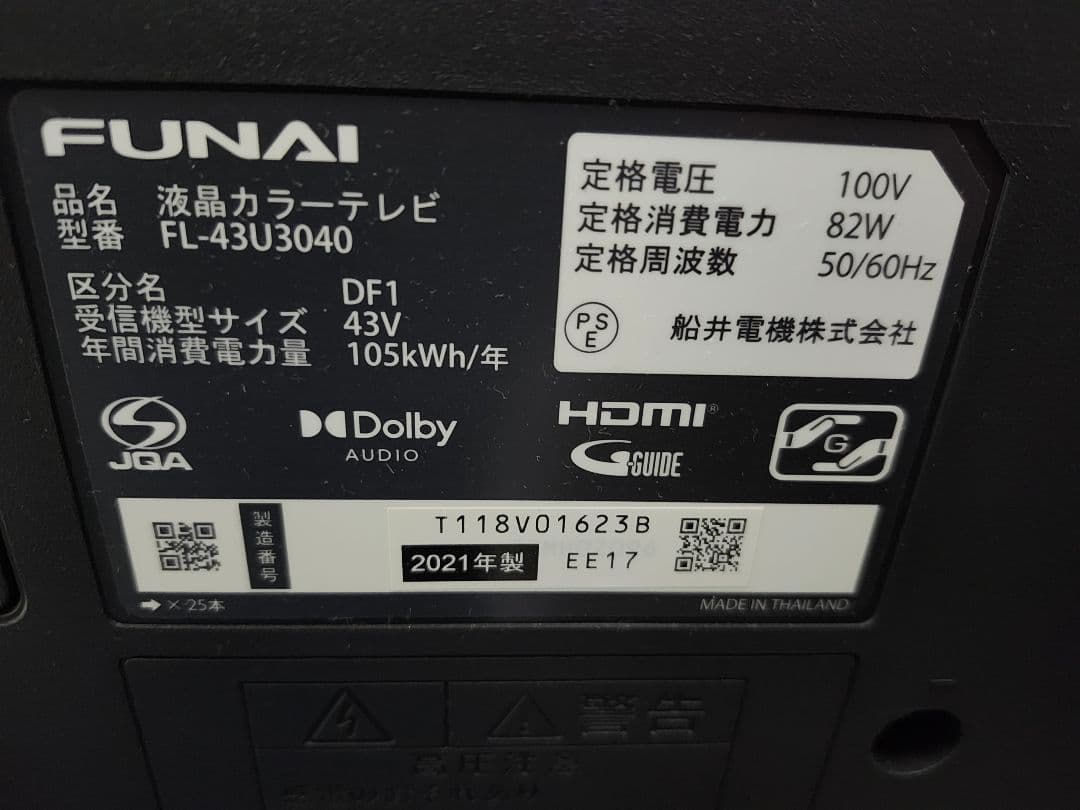 FUNAI
品名 液晶カラーテレビ
型番 FL-43U3040
区分名 DF1
受信機型サイズ 43V
年間消費電力量 105kWh/年
定格電圧 100V
定格消費電力 82W
定格周波数 50/60Hz
PSE 船井電機株式会社
JQA
Dolby
AUDIO
HDMI®
G-GUIDE
G
製造番号
T118V01623B
2021年製 EE17
➡×25本
MADE IN THAILAND
警告
高圧注意